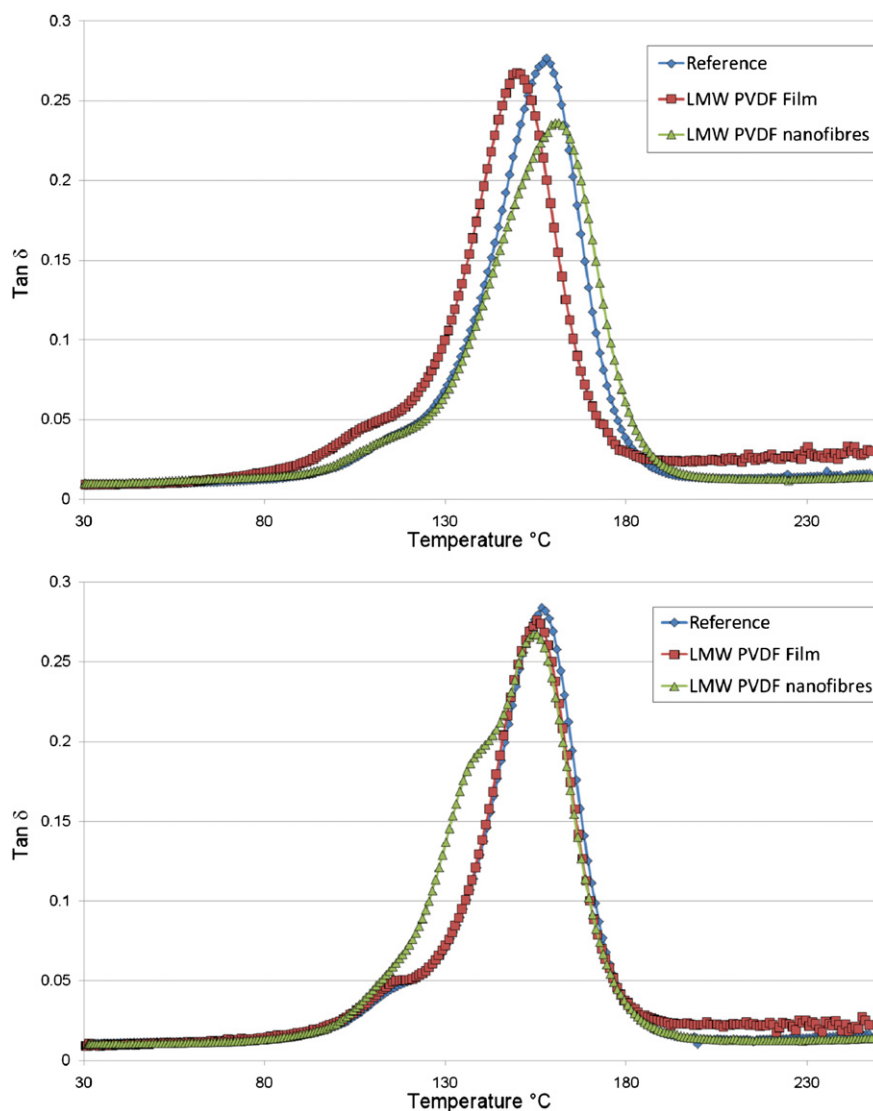 0.3
0.25
0.2
0.15
0.1
0.05
0
Tan δ
30
80
130
180
230
Temperature °C
Reference
LMW PVDF Film
LMW PVDF nanofibres
0.3
0.25
0.2
0.15
0.1
0.05
0
Tan δ
30
80
130
180
230
Temperature °C
Reference
LMW PVDF Film
LMW PVDF nanofibres